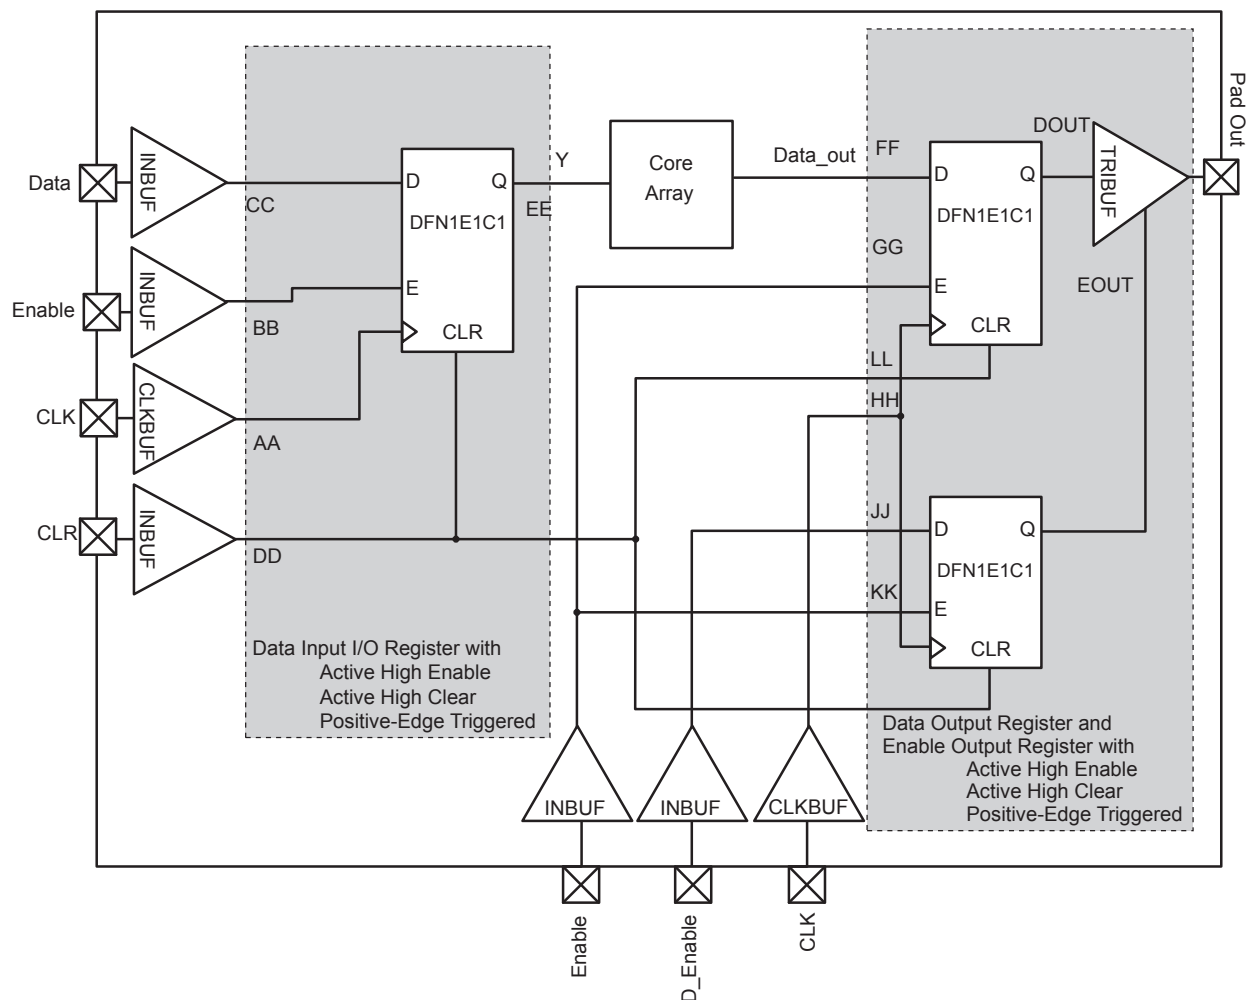 Pad Out
DOUT
INBUF
TRIBUF
Data
CC
D
Q
DFN1E1C1
Y
EE
Core
Array
Data_out
FF
D
Q
DFN1E1C1
GG
Enable
INBUF
BB
E
CLR
E
CLR
EOUT
CLK
CLKBUF
AA
LL
HH
CLR
INBUF
DD
JJ
D
Q
DFN1E1C1
KK
E
CLR
Data Input I/O Register with
Active High Enable
Active High Clear
Positive-Edge Triggered
Data Output Register and
Enable Output Register with
Active High Enable
Active High Clear
Positive-Edge Triggered
INBUF
INBUF
CLKBUF
Enable
D_Enable
CLK